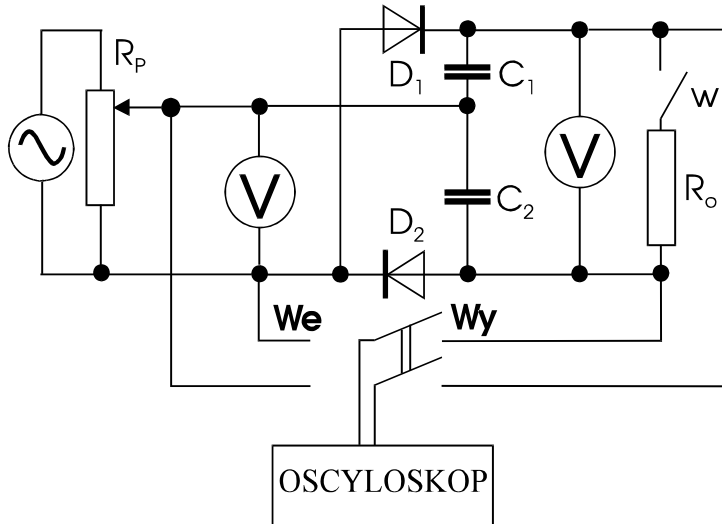 R_P
D_1
C_1
W
V
V
R_o
C_2
D_2
We
Wy
OSCYLOSKOP